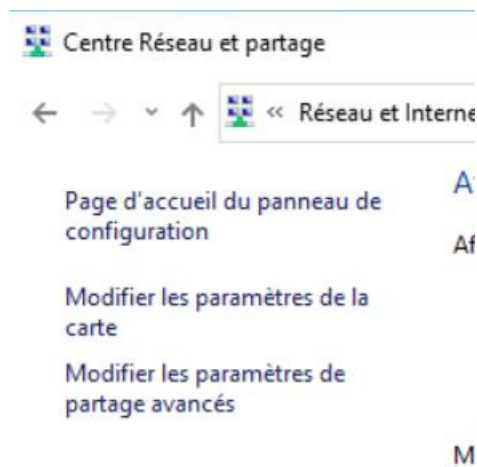 Centre Réseau et partage
« Réseau et Interne
Page d'accueil du panneau de
configuration
Af
Modifier les paramètres de la
carte
Modifier les paramètres de
partage avancés
M